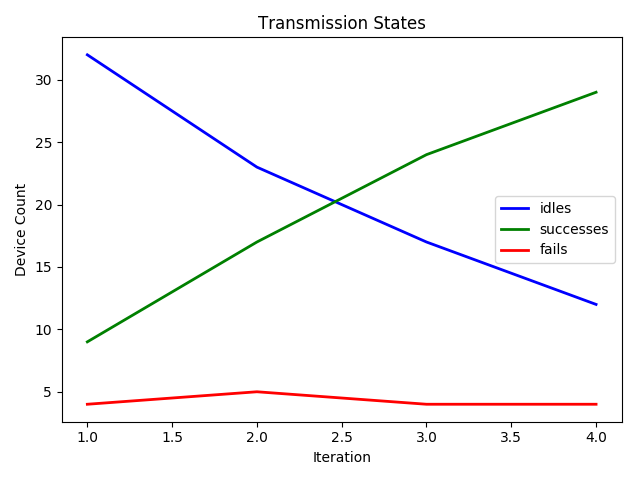 Transmission States
Device Count
30
25
20
15
10
5
idles
successes
fails
1.0 1.5 2.0 2.5 3.0 3.5 4.0
Iteration